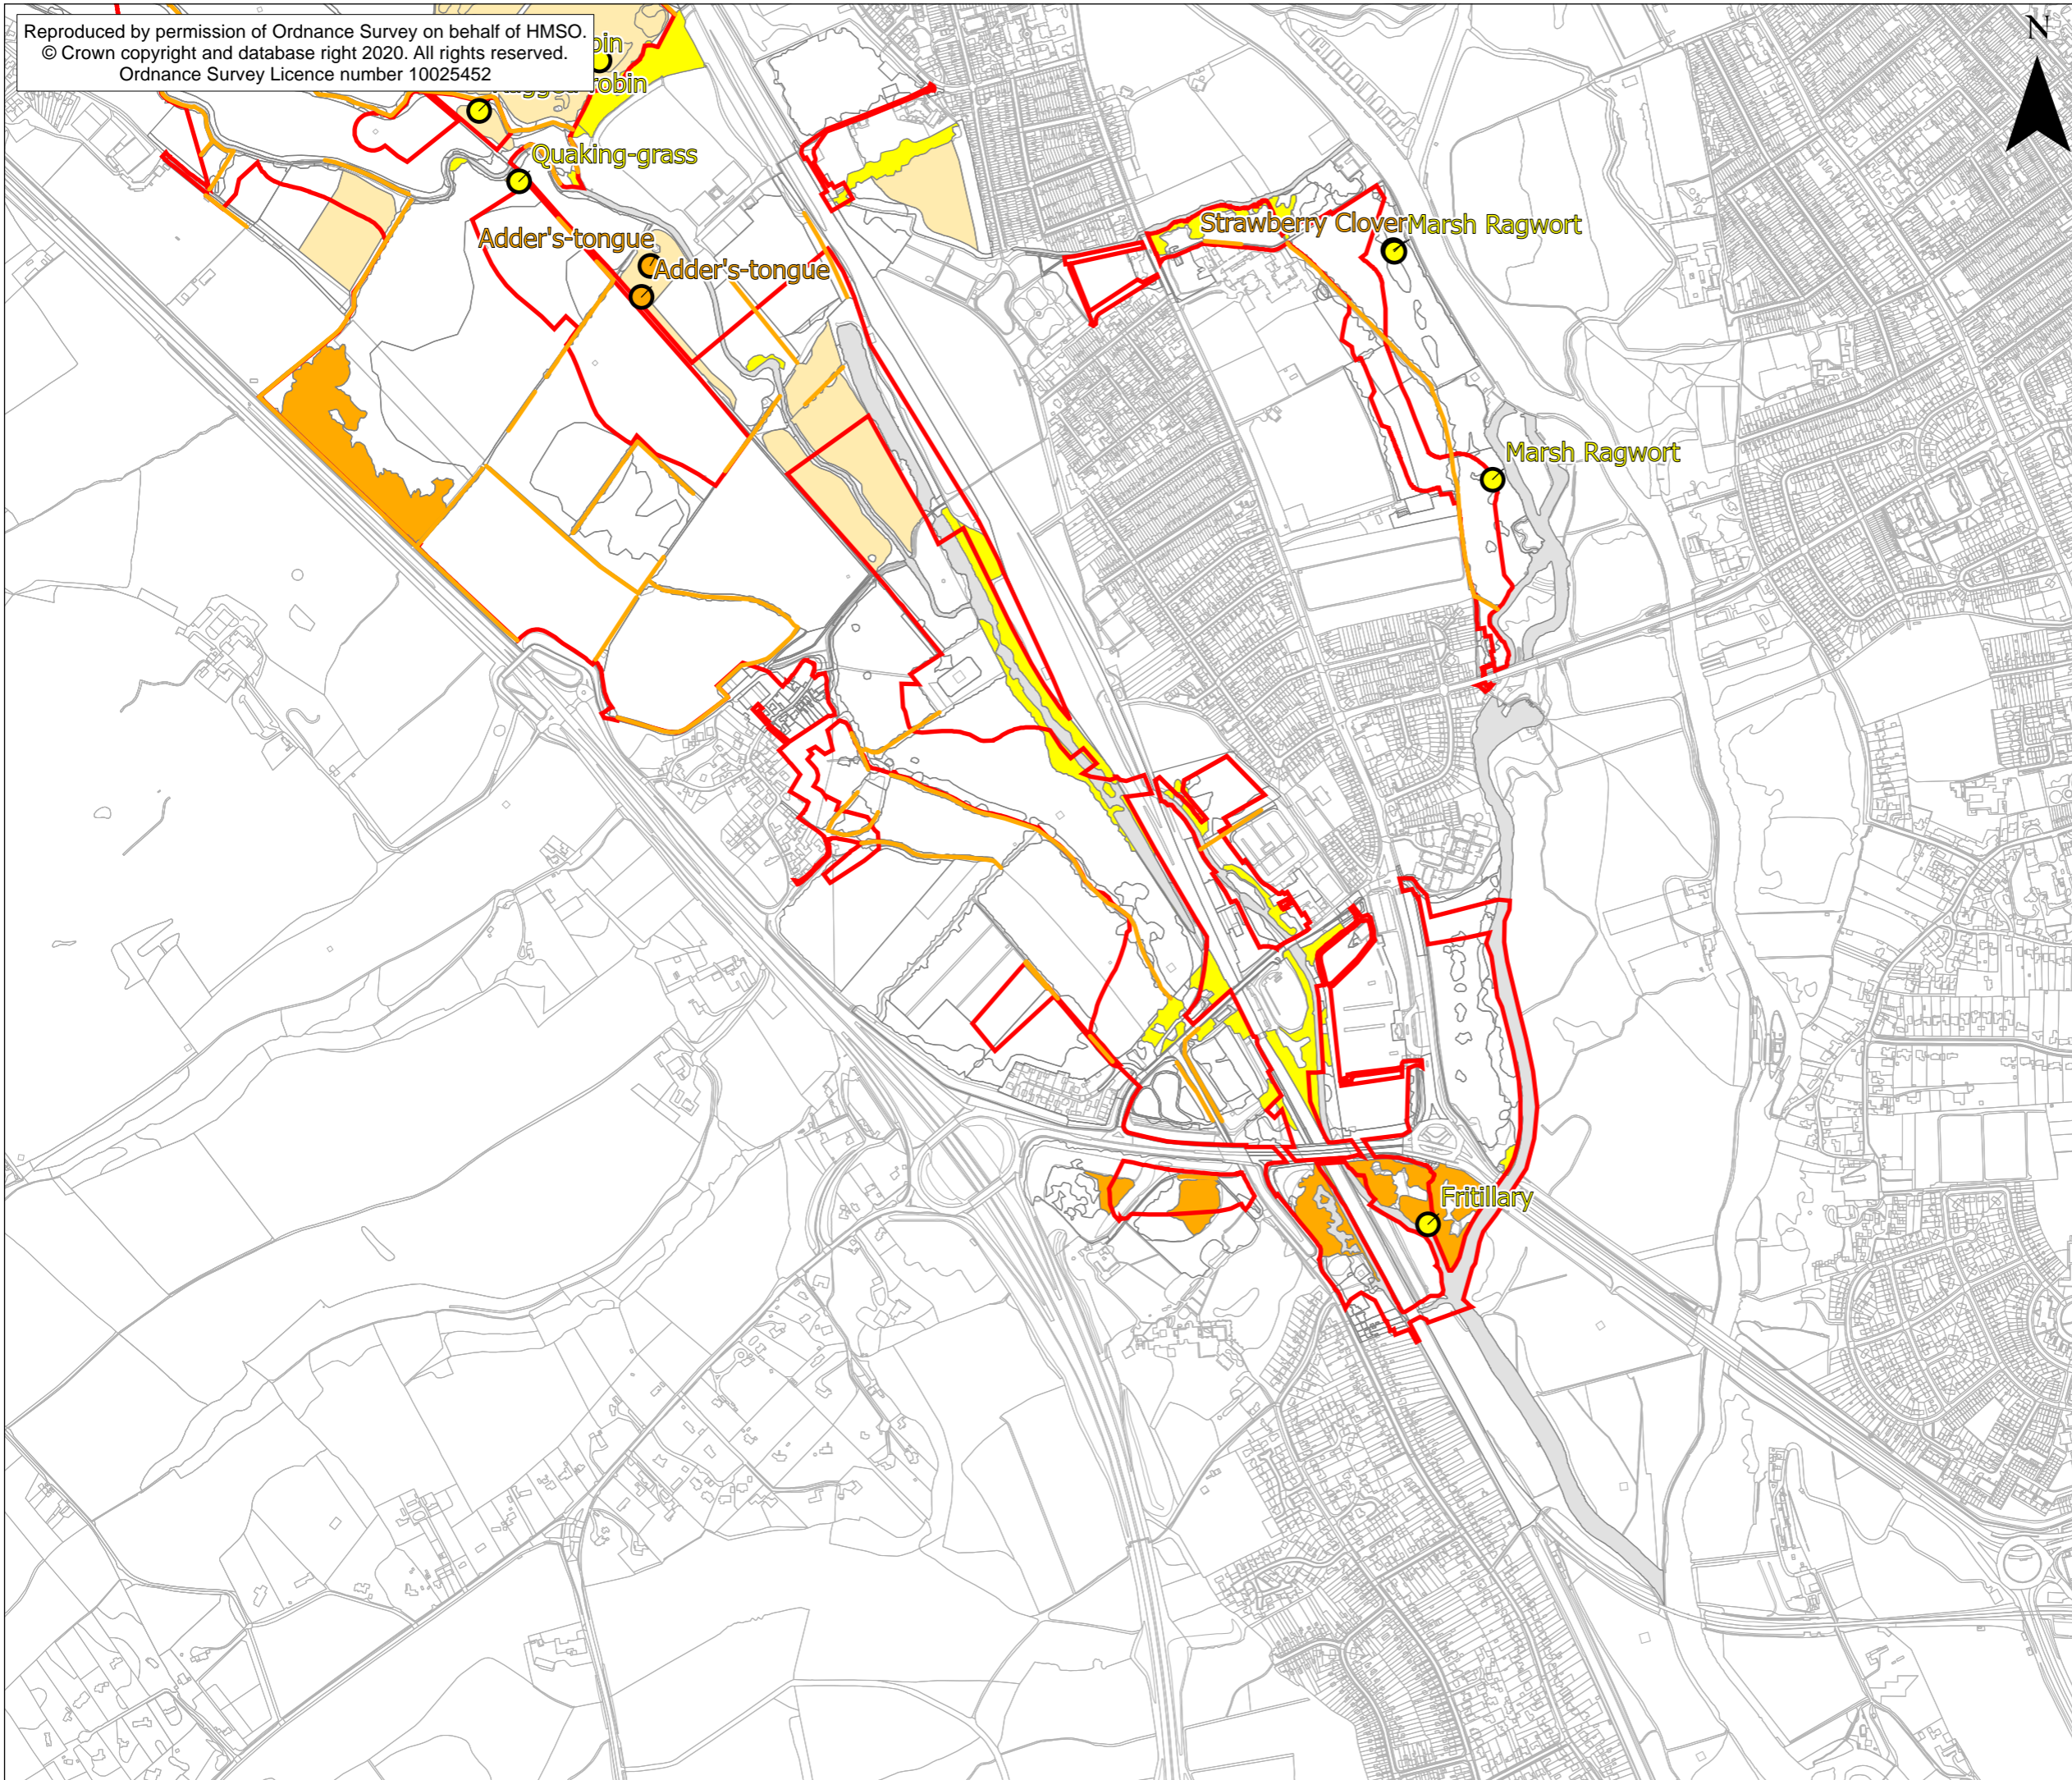 Reproduced by permission of Ordnance Survey on behalf of HMSO.
© Crown copyright and database right 2020. All rights reserved.
Ordnance Survey Licence number 10025452
N
robin
Quaking-grass
Adder's-tongue
Adder's-tongue
Strawberry Clover
Marsh Ragwort
Marsh Ragwort
Fritillary